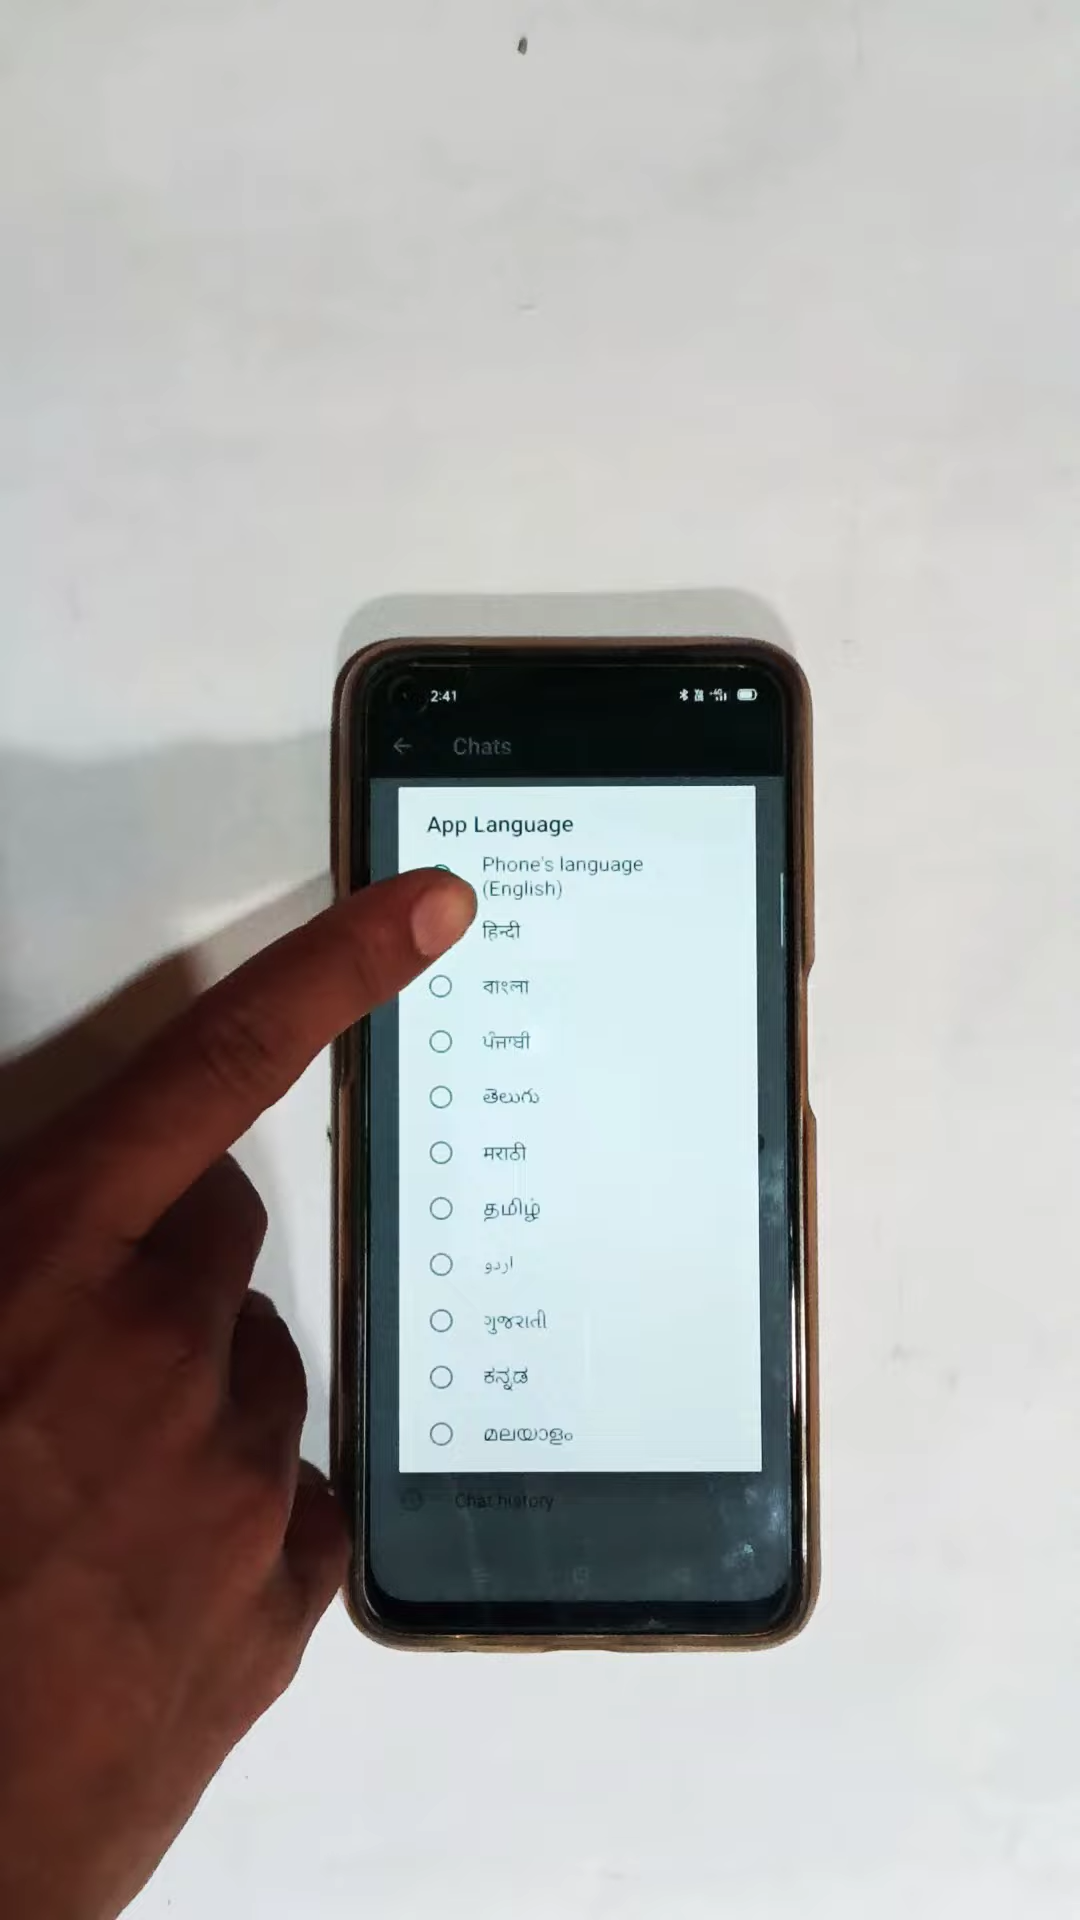 2:41
Chats
App Language
Phone's language
(English)
हिन्दी
বাংলা
ਪੰਜਾਬੀ
తెలుగు
मराठी
தமிழ்
اردو
ગુજરાતી
ಕನ್ನಡ
മലയാളം
Chat history